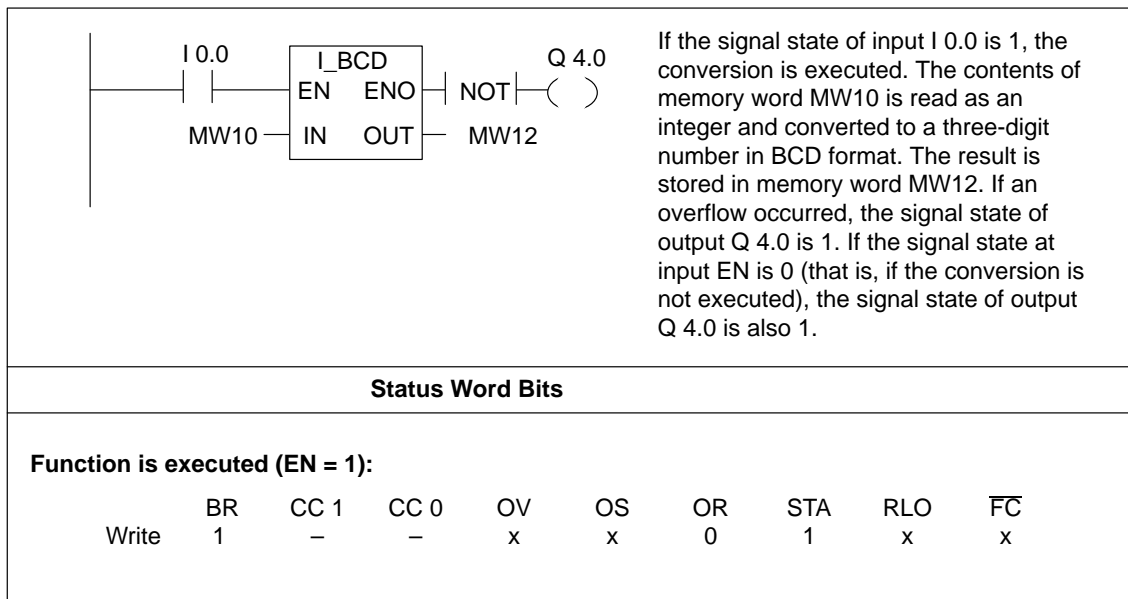 I 0.0
I_BCD
Q 4.0
EN ENO
NOT
( )
MW10
IN OUT
MW12
If the signal state of input I 0.0 is 1, the
conversion is executed. The contents of
memory word MW10 is read as an
integer and converted to a three-digit
number in BCD format. The result is
stored in memory word MW12. If an
overflow occurred, the signal state of
output Q 4.0 is 1. If the signal state at
input EN is 0 (that is, if the conversion is
not executed), the signal state of output
Q 4.0 is also 1.
Status Word Bits
Function is executed (EN = 1):
BR CC 1 CC 0 OV OS OR STA RLO F̅C̅
Write 1 – – x x 0 1 x x